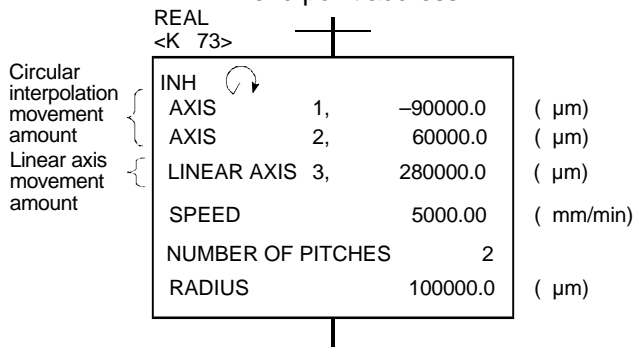 REAL
<K 73>
INH
Circular
interpolation
movement
amount
AXIS 1, –90000.0 ( µm)
AXIS 2, 60000.0 ( µm)
Linear axis
movement
amount
LINEAR AXIS 3, 280000.0 ( µm)
SPEED 5000.00 ( mm/min)
NUMBER OF PITCHES 2
RADIUS 100000.0 ( µm)